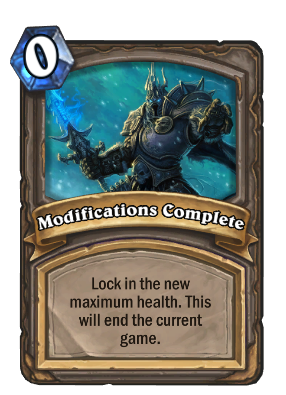 0
Modifications Complete
Lock in the new
maximum health. This
will end the current
game.